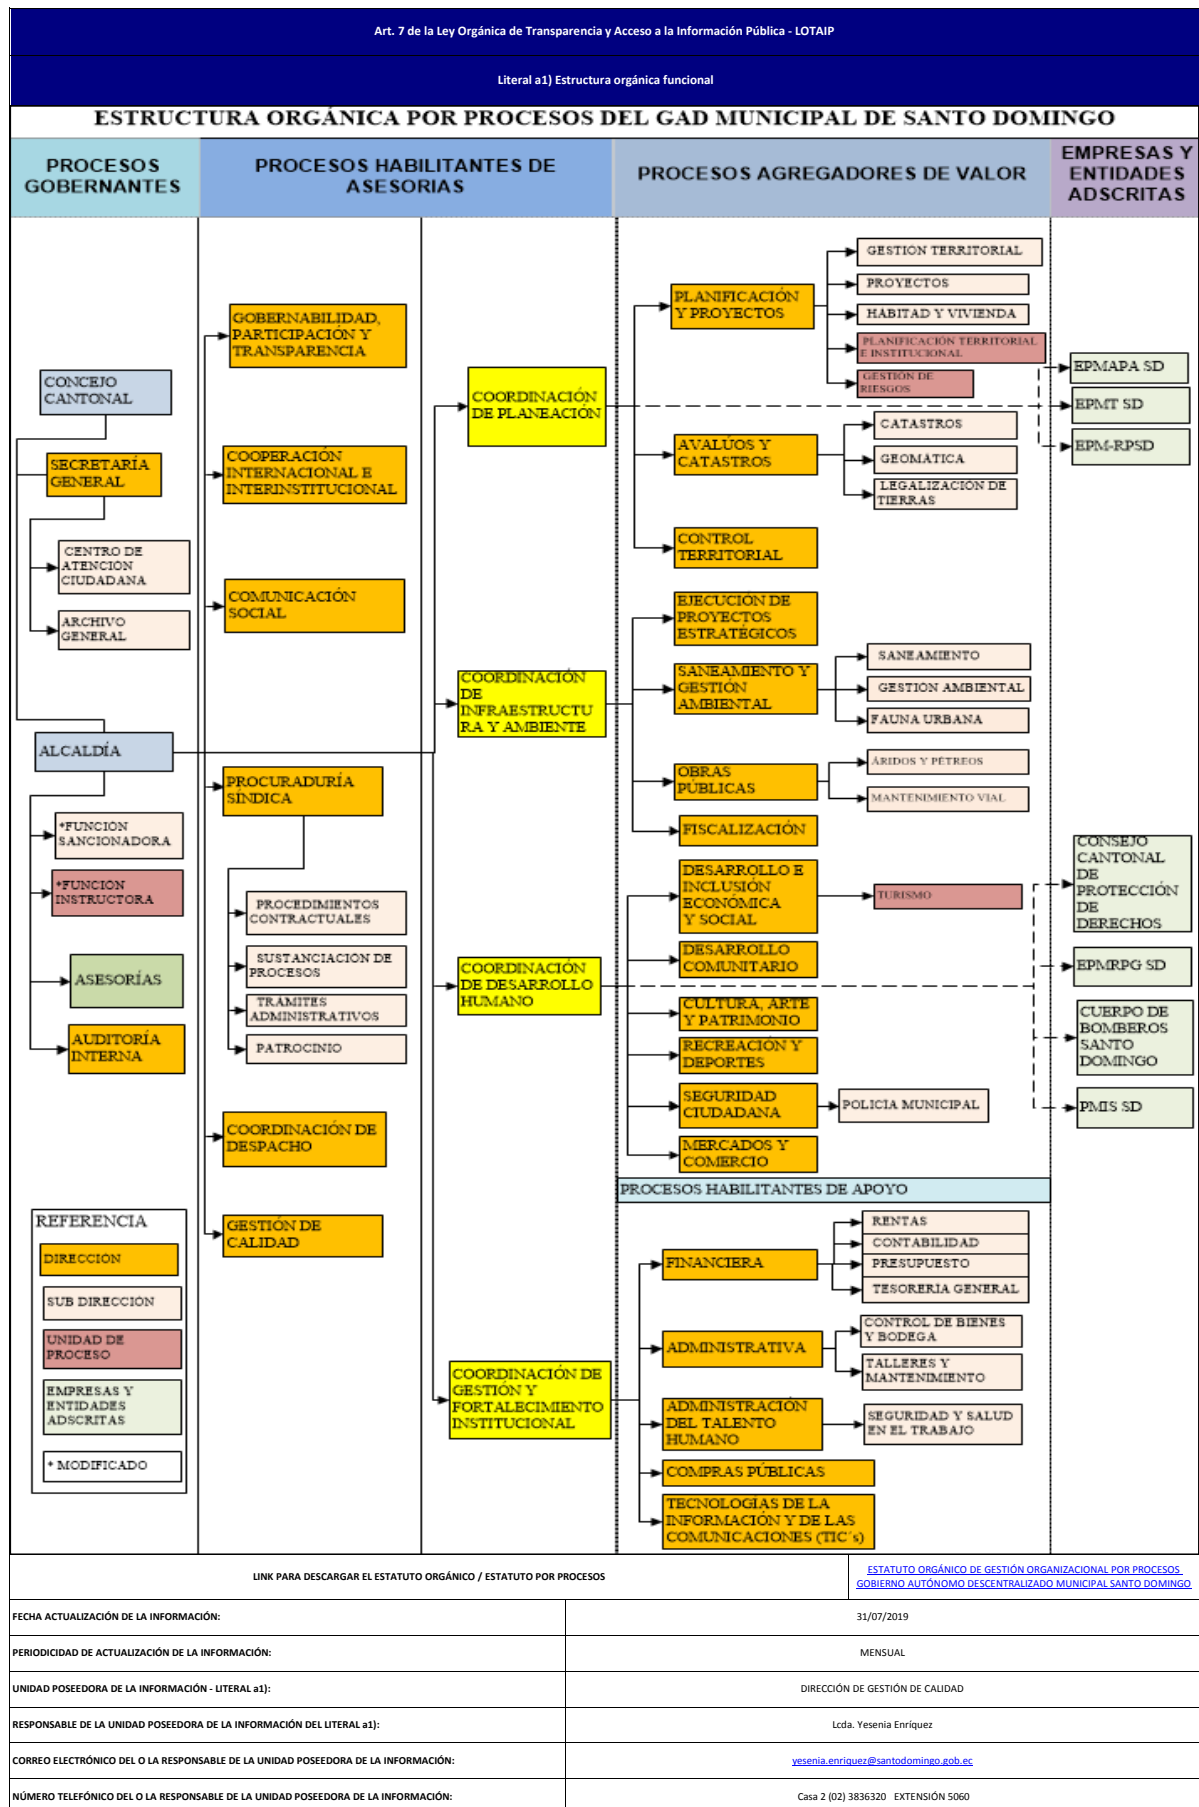 Art. 7 de la Ley Orgánica de Transparencia y Acceso a la Información Pública - LOTAIP
Literal a1) Estructura orgánica funcional
ESTRUCTURA ORGÁNICA POR PROCESOS DEL GAD MUNICIPAL DE SANTO DOMINGO
PROCESOS
GOBERNANTES
PROCESOS HABILITANTES DE
ASESORIAS
PROCESOS AGREGADORES DE VALOR
EMPRESAS Y
ENTIDADES
ADSCRITAS
CONCEJO
CANTONAL
SECRETARÍA
GENERAL
CENTRO DE
ATENCIÓN
CIUDADANA
ARCHIVO
GENERAL
ALCALDÍA
*FUNCIÓN
SANCIONADORA
*FUNCIÓN
INSTRUCTORA
ASESORÍAS
AUDITORÍA
INTERNA
REFERENCIA
DIRECCIÓN
SUB DIRECCIÓN
UNIDAD DE
PROCESO
EMPRESAS Y
ENTIDADES
ADSCRITAS
* MODIFICADO
GOBERNABILIDAD,
PARTICIPACIÓN Y
TRANSPARENCIA
COOPERACIÓN
INTERNACIONAL E
INTERINSTITUCIONAL
COMUNICACIÓN
SOCIAL
PROCURADURÍA
SÍNDICA
PROCEDIMIENTOS
CONTRACTUALES
SUSTANCIACIÓN DE
PROCESOS
TRÁMITES
ADMINISTRATIVOS
PATROCINIO
COORDINACIÓN DE
DESPACHO
GESTIÓN DE
CALIDAD
COORDINACIÓN
DE PLANEACIÓN
COORDINACIÓN
DE
INFRAESTRUCTU
RA Y AMBIENTE
COORDINACIÓN
DE DESARROLLO
HUMANO
COORDINACIÓN DE
GESTIÓN Y
FORTALECIMIENTO
INSTITUCIONAL
PLANIFICACIÓN
Y PROYECTOS
GESTIÓN TERRITORIAL
PROYECTOS
HABITAD Y VIVIENDA
PLANIFICACIÓN TERRITORIAL
E INSTITUCIONAL
GESTIÓN DE
RIESGOS
AVALÚOS Y
CATASTROS
CATASTROS
GEOMATICA
LEGALIZACIÓN DE
TIERRAS
CONTROL
TERRITORIAL
EJECUCIÓN DE
PROYECTOS
ESTRATÉGICOS
SANEAMIENTO Y
GESTIÓN
AMBIENTAL
SANEAMIENTO
GESTIÓN AMBIENTAL
FAUNA URBANA
OBRAS
PÚBLICAS
ÁRIDOS Y PÉTREOS
MANTENIMIENTO VIAL
FISCALIZACIÓN
DESARROLLO E
INCLUSIÓN
ECONÓMICA
Y SOCIAL
TURISMO
DESARROLLO
COMUNITARIO
CULTURA, ARTE
Y PATRIMONIO
RECREACIÓN Y
DEPORTES
SEGURIDAD
CIUDADANA
POLICIA MUNICIPAL
MERCADOS Y
COMERCIO
PROCESOS HABILITANTES DE APOYO
FINANCIERA
RENTAS
CONTABILIDAD
PRESUPUESTO
TESORERIA GENERAL
ADMINISTRATIVA
CONTROL DE BIENES
Y BODEGA
TALLERES Y
MANTENIMIENTO
ADMINISTRACIÓN
DEL TALENTO
HUMANO
SEGURIDAD Y SALUD
EN EL TRABAJO
COMPRAS PÚBLICAS
TECNOLOGÍAS DE LA
INFORMACIÓN Y DE LAS
COMUNICACIONES (TIC´s)
EPMAPA SD
EPMT SD
EPM-RPSD
CONSEJO
CANTONAL
DE
PROTECCIÓN
DE
DERECHOS
EPMRPG SD
CUERPO DE
BOMBEROS
SANTO
DOMINGO
PMIS SD
LINK PARA DESCARGAR EL ESTATUTO ORGÁNICO / ESTATUTO POR PROCESOS
ESTATUTO ORGÁNICO DE GESTIÓN ORGANIZACIONAL POR PROCESOS
GOBIERNO AUTÓNOMO DESCENTRALIZADO MUNICIPAL SANTO DOMINGO
FECHA ACTUALIZACIÓN DE LA INFORMACIÓN: 31/07/2019
PERIODICIDAD DE ACTUALIZACIÓN DE LA INFORMACIÓN: MENSUAL
UNIDAD POSEEDORA DE LA INFORMACIÓN - LITERAL a1): DIRECCIÓN DE GESTIÓN DE CALIDAD
RESPONSABLE DE LA UNIDAD POSEEDORA DE LA INFORMACIÓN DEL LITERAL a1): Lcda. Yesenia Enríquez
CORREO ELECTRÓNICO DEL O LA RESPONSABLE DE LA UNIDAD POSEEDORA DE LA INFORMACIÓN: yesenia.enriquez@santodomingo.gob.ec
NÚMERO TELEFÓNICO DEL O LA RESPONSABLE DE LA UNIDAD POSEEDORA DE LA INFORMACIÓN: Casa 2 (02) 3836320 EXTENSIÓN 5060